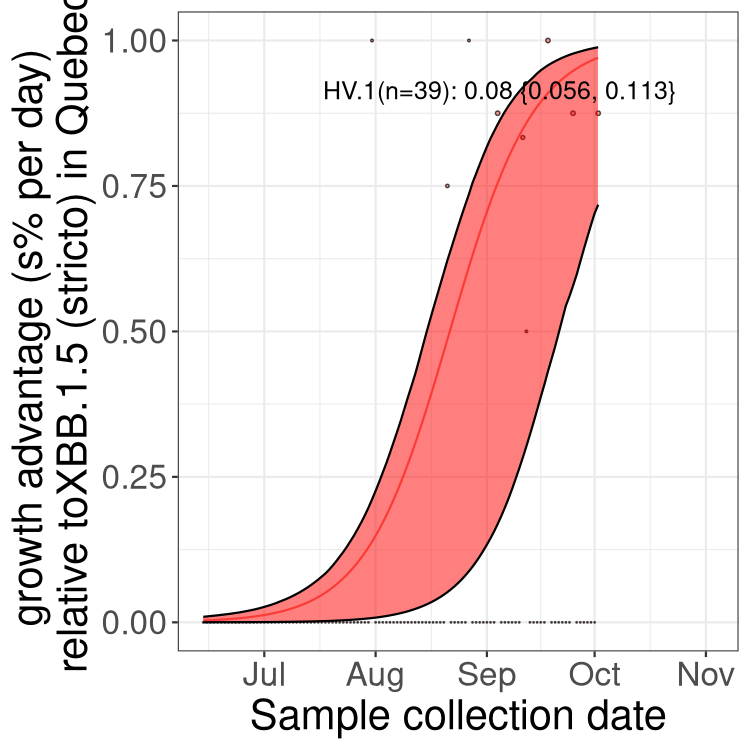 growth advantage (s% per day)
relative toXBB.1.5 (stricto) in Quebec
1.00
0.75
0.50
0.25
0.00
HV.1(n=39): 0.08 {0.056, 0.113}
Jul Aug Sep Oct Nov
Sample collection date